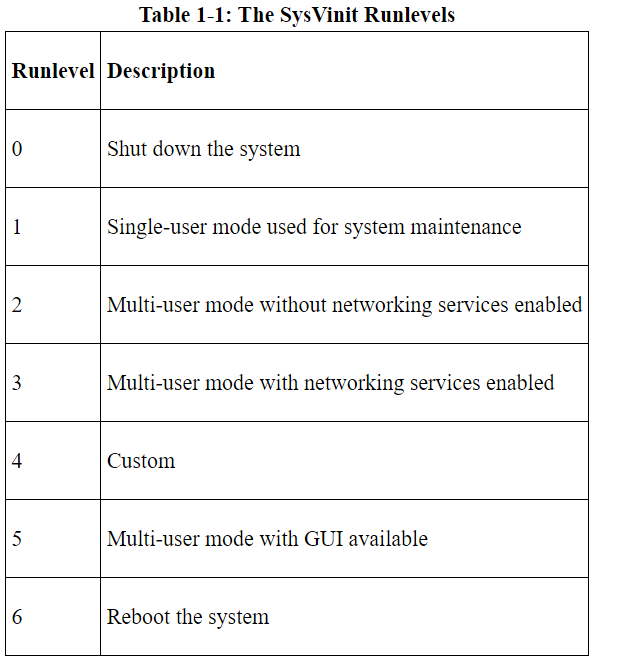 Table 1-1: The SysVinit Runlevels
Runlevel Description
0 Shut down the system
1 Single-user mode used for system maintenance
2 Multi-user mode without networking services enabled
3 Multi-user mode with networking services enabled
4 Custom
5 Multi-user mode with GUI available
6 Reboot the system